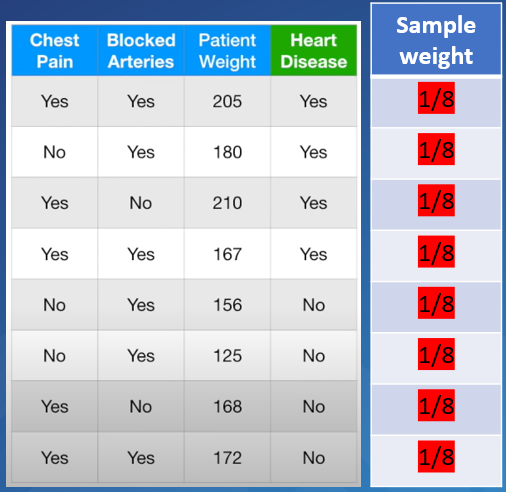 Chest Pain Blocked Arteries Patient Weight Heart Disease Sample weight
Yes Yes 205 Yes 1/8
No Yes 180 Yes 1/8
Yes No 210 Yes 1/8
Yes Yes 167 Yes 1/8
No Yes 156 No 1/8
No Yes 125 No 1/8
Yes No 168 No 1/8
Yes Yes 172 No 1/8